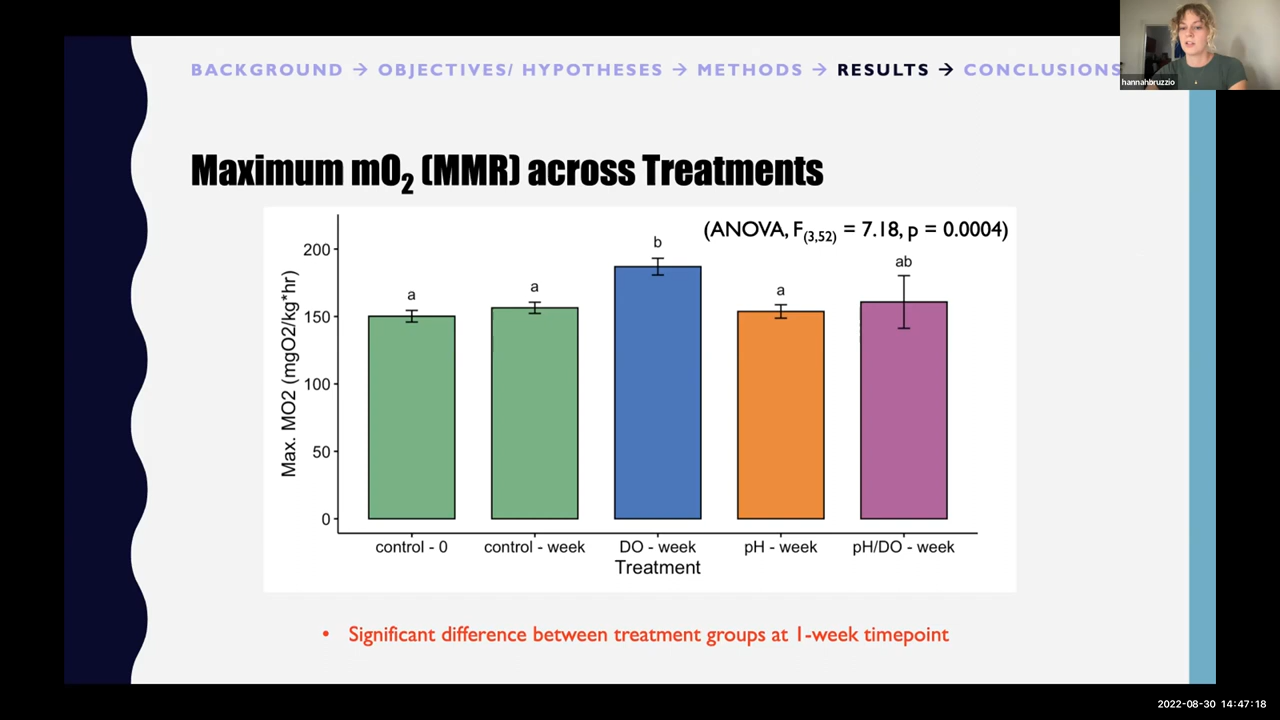 BACKGROUND → OBJECTIVES/ HYPOTHESES → METHODS → RESULTS → CONCLUSIONS
hannahbruzzio
Maximum mO₂ (MMR) across Treatments
(ANOVA, F(3,52) = 7.18, p = 0.0004)
Max. MO2 (mgO2/kg*hr)
200
150
100
50
0
a
a
b
a
ab
control - 0
control - week
DO - week
pH - week
pH/DO - week
Treatment
• Significant difference between treatment groups at 1-week timepoint
2022-08-30 14:47:18